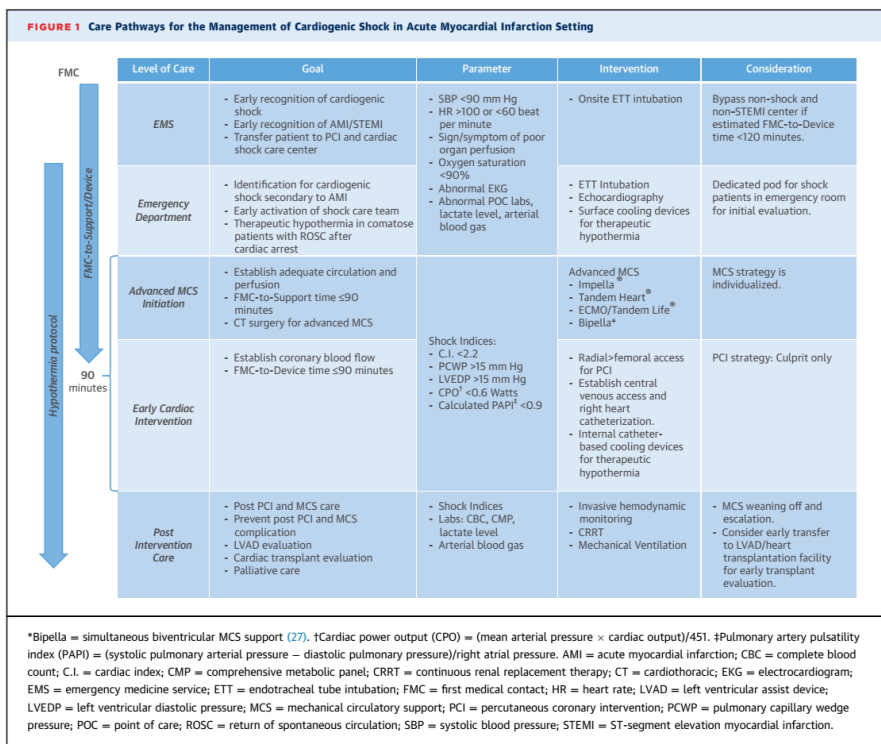 FIGURE 1 Care Pathways for the Management of Cardiogenic Shock in Acute Myocardial Infarction Setting
FMC
FMC-to-Support/Device
Hypothermia protocol
90
minutes
Level of Care
Goal
Parameter
Intervention
Consideration
EMS
- Early recognition of cardiogenic
shock
- Early recognition of AMI/STEMI
- Transfer patient to PCI and cardiac
shock care center
- SBP <90 mm Hg
- HR >100 or <60 beat
per minute
- Sign/symptom of poor
organ perfusion
- Oxygen saturation
<90%
- Abnormal EKG
- Abnormal POC labs,
lactate level, arterial
blood gas
- Onsite ETT intubation
Bypass non-shock and
non-STEMI center if
estimated FMC-to-Device
time <120 minutes.
Emergency
Department
- Identification for cardiogenic
shock secondary to AMI
- Early activation of shock care team
- Therapeutic hypothermia in comatose
patients with ROSC after
cardiac arrest
- ETT Intubation
- Echocardiography
- Surface cooling devices
for therapeutic
hypothermia
Dedicated pod for shock
patients in emergency room
for initial evaluation.
Advanced MCS
Initiation
- Establish adequate circulation and
perfusion
- FMC-to-Support time ≤90
minutes
- CT surgery for advanced MCS
Shock Indices:
- C.I. <2.2
- PCWP >15 mm Hg
- LVEDP >15 mm Hg
- CPO† <0.6 Watts
- Calculated PAPI‡ <0.9
Advanced MCS
- Impella®
- Tandem Heart®
- ECMO/Tandem Life®
- Bipella*
MCS strategy is
individualized.
Early Cardiac
Intervention
- Establish coronary blood flow
- FMC-to-Device time ≤90 minutes
- Radial>femoral access
for PCI
- Establish central
venous access and
right heart
catheterization.
- Internal catheter-
based cooling devices
for therapeutic
hypothermia
PCI strategy: Culprit only
Post
Intervention
Care
- Post PCI and MCS care
- Prevent post PCI and MCS
complication
- LVAD evaluation
- Cardiac transplant evaluation
- Palliative care
- Shock Indices
- Labs: CBC, CMP,
lactate level
- Arterial blood gas
- Invasive hemodynamic
monitoring
- CRRT
- Mechanical Ventilation
- MCS weaning off and
escalation.
- Consider early transfer
to LVAD/heart
transplantation facility
for early transplant
evaluation.
*Bipella = simultaneous biventricular MCS support (27). †Cardiac power output (CPO) = (mean arterial pressure × cardiac output)/451. ‡Pulmonary artery pulsatility
index (PAPI) = (systolic pulmonary arterial pressure − diastolic pulmonary pressure)/right atrial pressure. AMI = acute myocardial infarction; CBC = complete blood
count; C.I. = cardiac index; CMP = comprehensive metabolic panel; CRRT = continuous renal replacement therapy; CT = cardiothoracic; EKG = electrocardiogram;
EMS = emergency medicine service; ETT = endotracheal tube intubation; FMC = first medical contact; HR = heart rate; LVAD = left ventricular assist device;
LVEDP = left ventricular diastolic pressure; MCS = mechanical circulatory support; PCI = percutaneous coronary intervention; PCWP = pulmonary capillary wedge
pressure; POC = point of care; ROSC = return of spontaneous circulation; SBP = systolic blood pressure; STEMI = ST-segment elevation myocardial infarction.